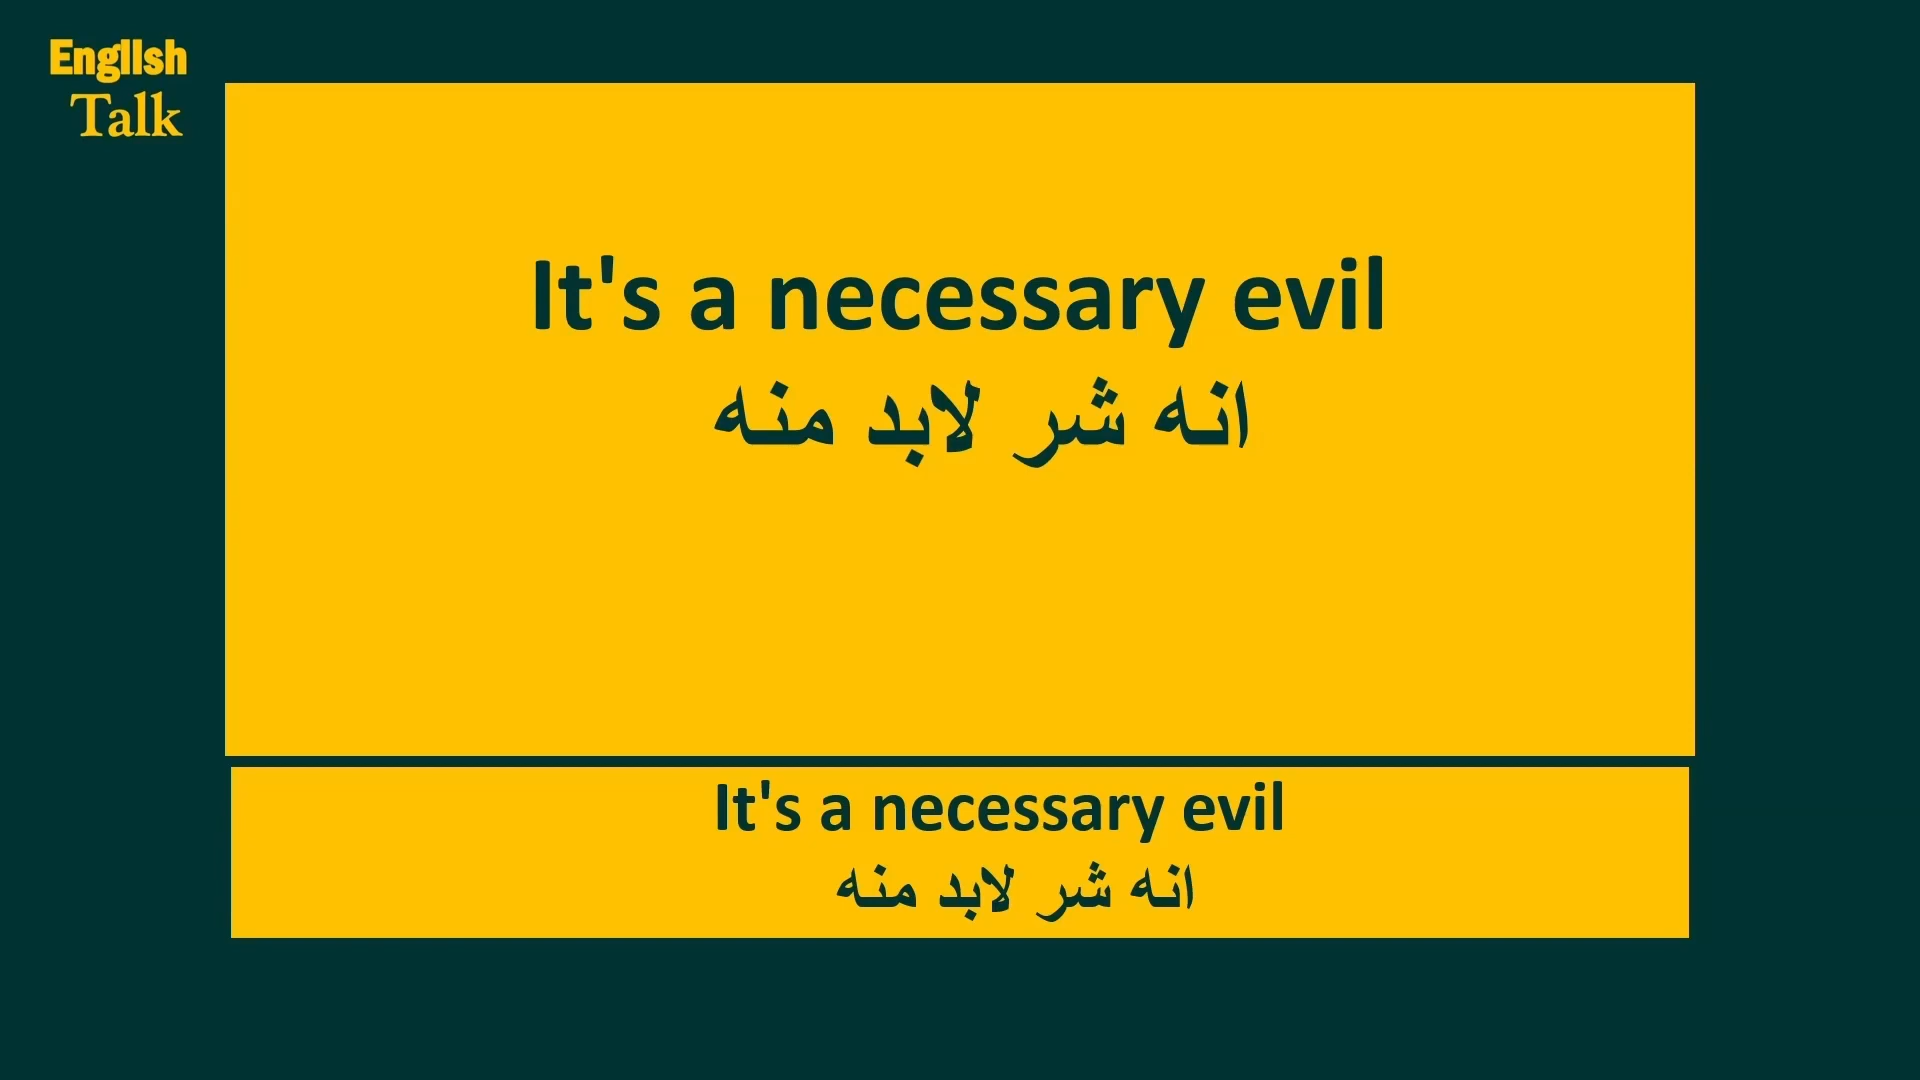 English
Talk
It's a necessary evil
انه شر لابد منه
It's a necessary evil
انه شر لابد منه